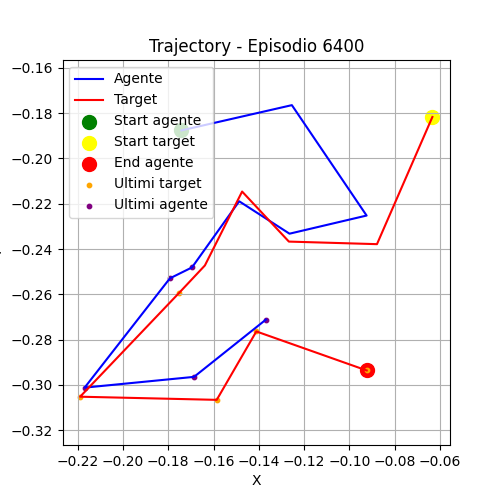 Trajectory - Episodio 6400
Agente
Target
Start agente
Start target
End agente
Ultimi target
Ultimi agente
−0.16
−0.18
−0.20
−0.22
−0.24
−0.26
−0.28
−0.30
−0.32
−0.22 −0.20 −0.18 −0.16 −0.14 −0.12 −0.10 −0.08 −0.06
X